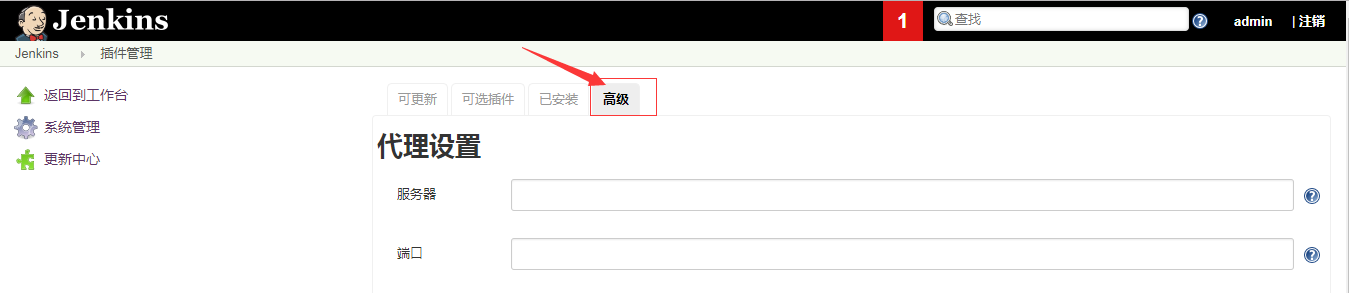 Jenkins 1 查找 admin | 注销
Jenkins 插件管理
返回到工作台
系统管理
更新中心
可更新 可选插件 已安装 高级
代理设置
服务器
端口